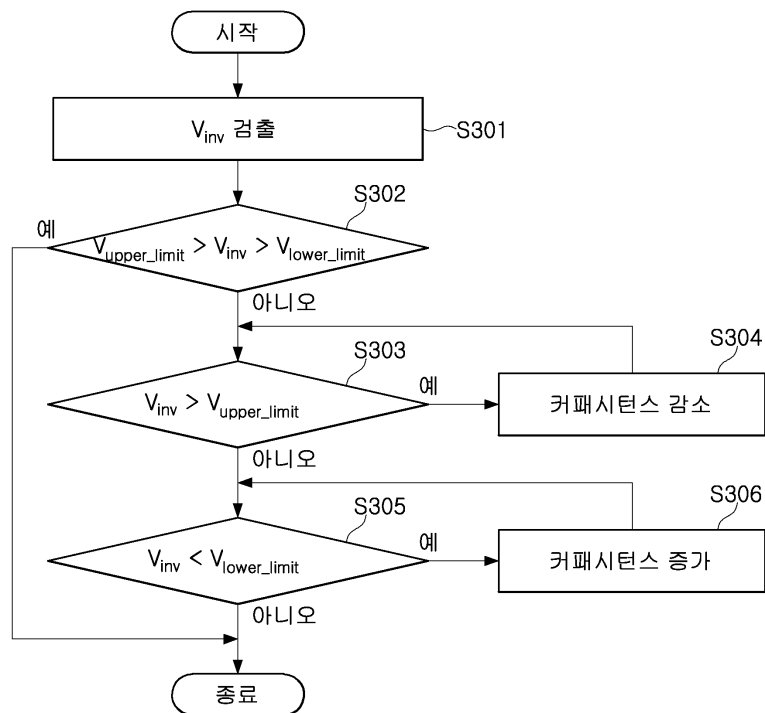 시작
V_inv 검출
S301
S302
예
V_upper_limit > V_inv > V_lower_limit
아니오
S303
S304
V_inv > V_upper_limit
예
커패시턴스 감소
아니오
S305
S306
V_inv < V_lower_limit
예
커패시턴스 증가
아니오
종료